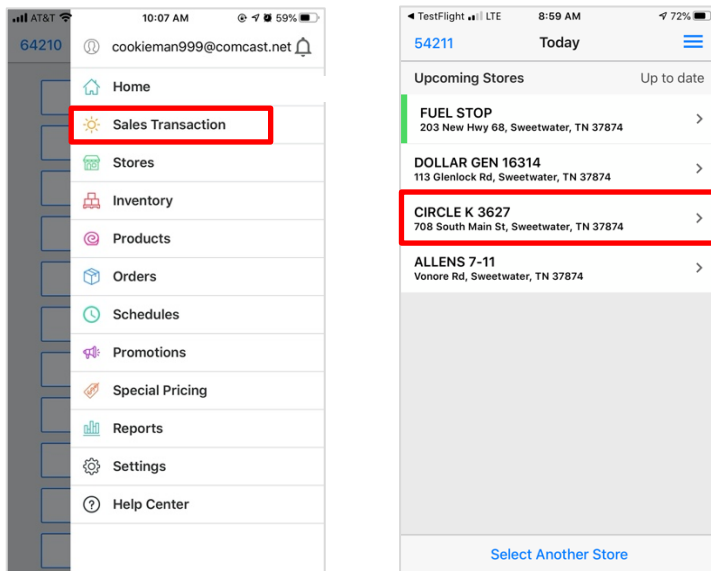 AT&T 10:07 AM 59%
64210 cookieman999@comcast.net
Home
Sales Transaction
Stores
Inventory
Products
Orders
Schedules
Promotions
Special Pricing
Reports
Settings
Help Center
TestFlight LTE 8:59 AM 72%
54211 Today
Upcoming Stores Up to date
FUEL STOP
203 New Hwy 68, Sweetwater, TN 37874
DOLLAR GEN 16314
113 Glenlock Rd, Sweetwater, TN 37874
CIRCLE K 3627
708 South Main St, Sweetwater, TN 37874
ALLENS 7-11
Vonore Rd, Sweetwater, TN 37874
Select Another Store